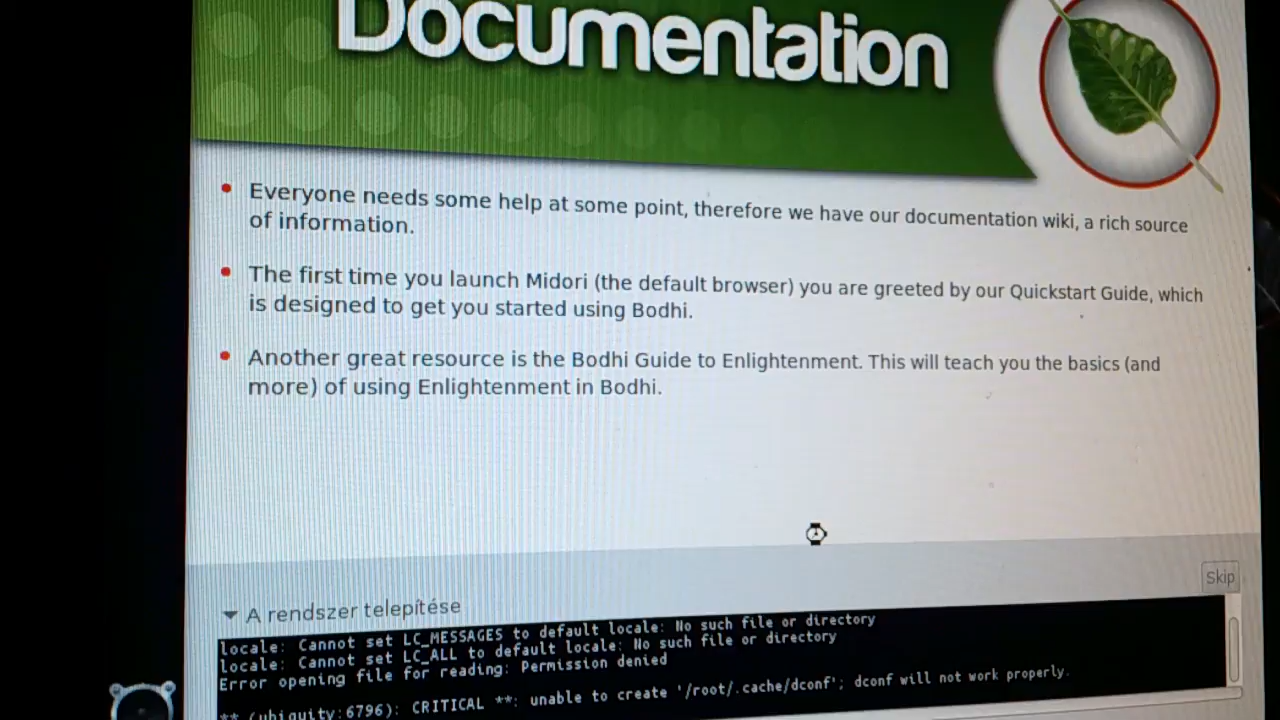 Documentation
Everyone needs some help at some point, therefore we have our documentation wiki, a rich source
of information.
The first time you launch Midori (the default browser) you are greeted by our Quickstart Guide, which
is designed to get you started using Bodhi.
Another great resource is the Bodhi Guide to Enlightenment. This will teach you the basics (and
more) of using Enlightenment in Bodhi.
Skip
A rendszer telepítése
locale: Cannot set LC_MESSAGES to default locale: No such file or directory
locale: Cannot set LC_ALL to default locale: No such file or directory
Error opening file for reading: Permission denied
** (ubiquity:6796): CRITICAL **: unable to create '/root/.cache/dconf'; dconf will not work properly.